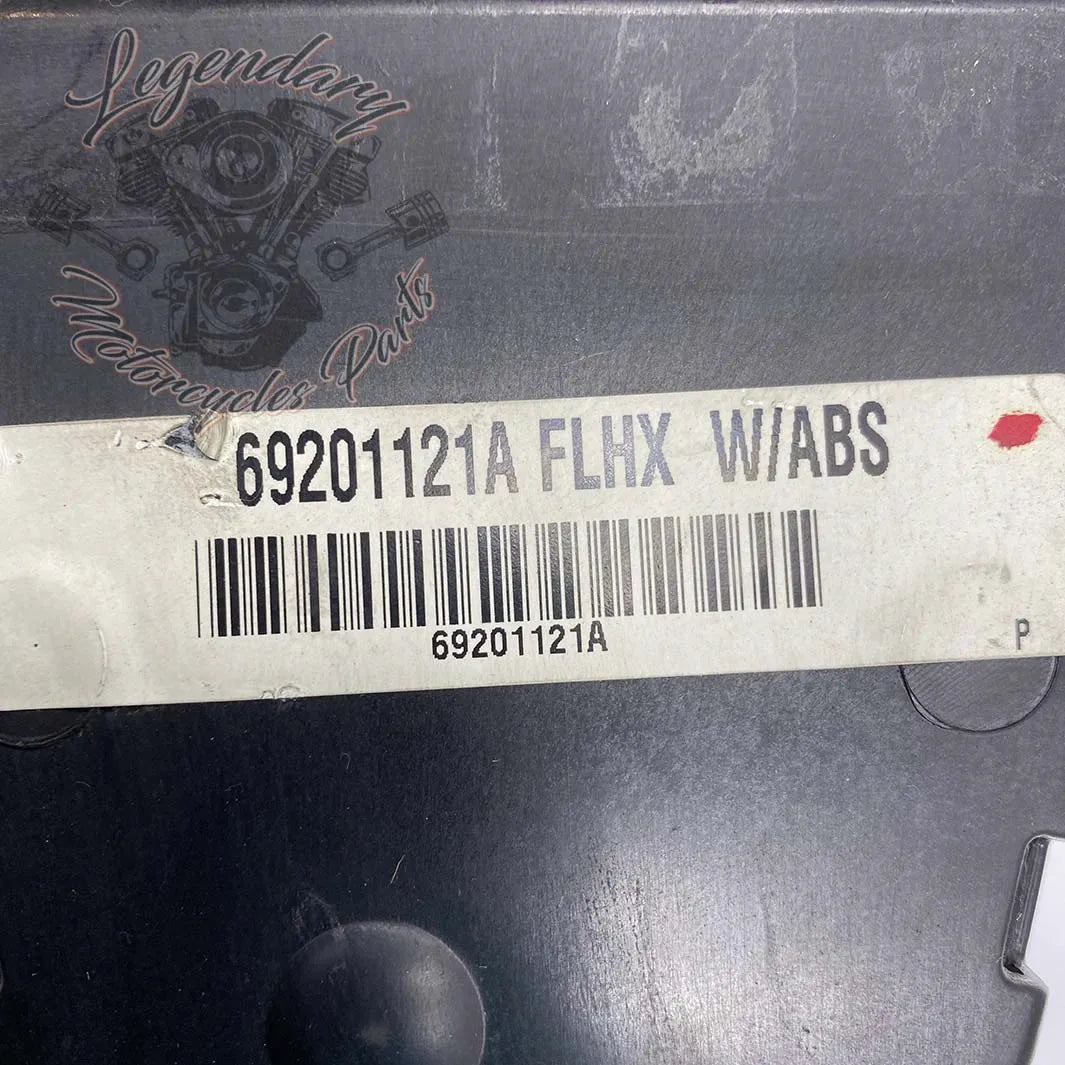 Legendary
Motorcycles Parts
69201121A FLHX W/ABS
69201121A
P